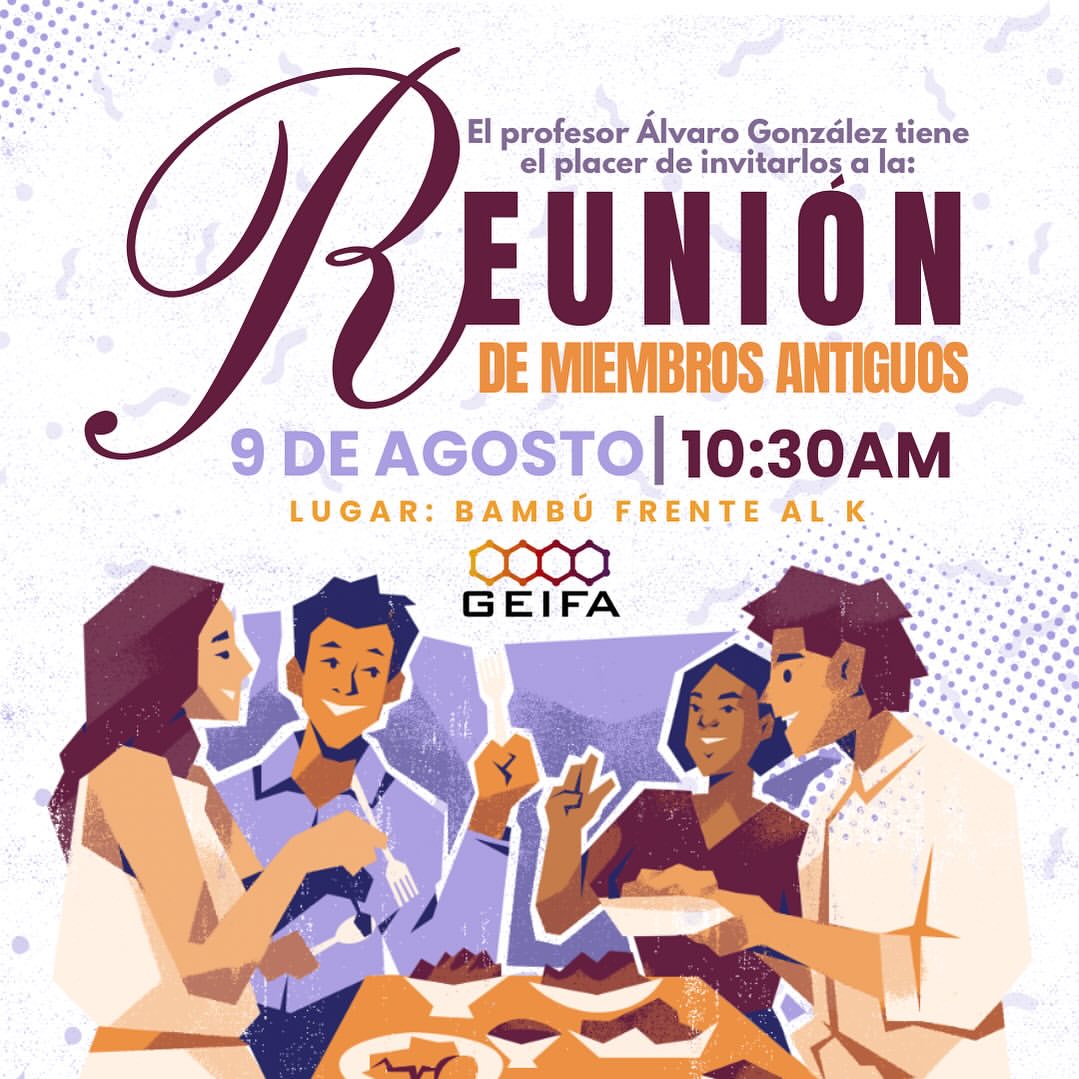 El profesor Álvaro González tiene
el placer de invitarlos a la:
REUNIÓN
DE MIEMBROS ANTIGUOS
9 DE AGOSTO | 10:30AM
LUGAR: BAMBÚ FRENTE AL K
GEIFA